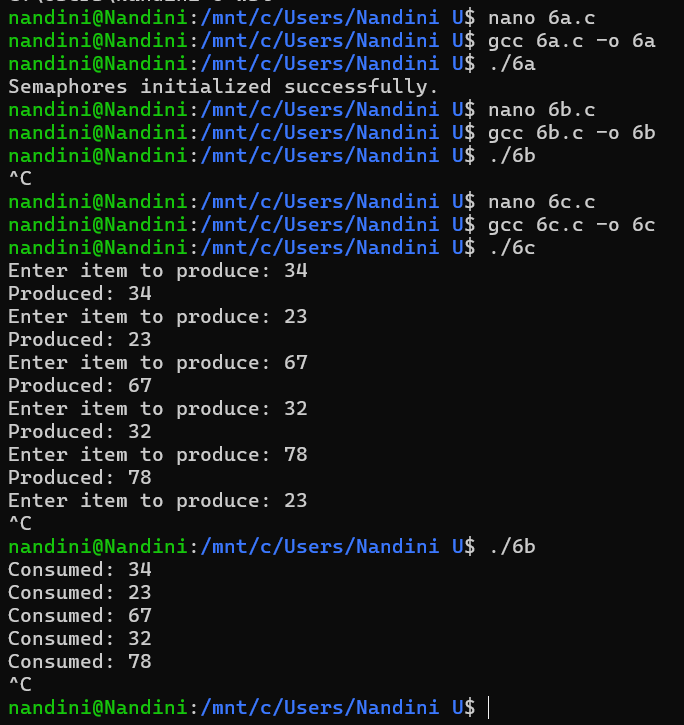 nandini@Nandini:/mnt/c/Users/Nandini U$ nano 6a.c
nandini@Nandini:/mnt/c/Users/Nandini U$ gcc 6a.c -o 6a
nandini@Nandini:/mnt/c/Users/Nandini U$ ./6a
Semaphores initialized successfully.
nandini@Nandini:/mnt/c/Users/Nandini U$ nano 6b.c
nandini@Nandini:/mnt/c/Users/Nandini U$ gcc 6b.c -o 6b
nandini@Nandini:/mnt/c/Users/Nandini U$ ./6b
^C
nandini@Nandini:/mnt/c/Users/Nandini U$ nano 6c.c
nandini@Nandini:/mnt/c/Users/Nandini U$ gcc 6c.c -o 6c
nandini@Nandini:/mnt/c/Users/Nandini U$ ./6c
Enter item to produce: 34
Produced: 34
Enter item to produce: 23
Produced: 23
Enter item to produce: 67
Produced: 67
Enter item to produce: 32
Produced: 32
Enter item to produce: 78
Produced: 78
Enter item to produce: 23
^C
nandini@Nandini:/mnt/c/Users/Nandini U$ ./6b
Consumed: 34
Consumed: 23
Consumed: 67
Consumed: 32
Consumed: 78
^C
nandini@Nandini:/mnt/c/Users/Nandini U$